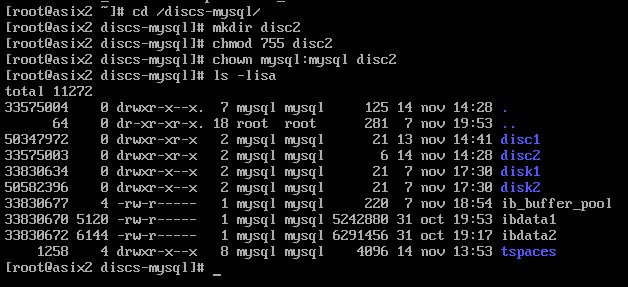 [root@asix2 ~]# cd /discs-mysql/
[root@asix2 discs-mysql]# mkdir disc2
[root@asix2 discs-mysql]# chmod 755 disc2
[root@asix2 discs-mysql]# chown mysql:mysql disc2
[root@asix2 discs-mysql]# ls -lisa
total 11272
33575004 0 drwxr-x--x. 7 mysql mysql 125 14 nov 14:28 .
64 0 dr-xr-xr-x. 18 root root 281 7 nov 19:53 ..
50347972 0 drwxr-xr-x 2 mysql mysql 21 13 nov 14:41 disc1
33575003 0 drwxr-xr-x 2 mysql mysql 6 14 nov 14:28 disc2
33830634 0 drwxr-x--- 2 mysql mysql 21 7 nov 17:30 disk1
50582396 0 drwxr-x--- 2 mysql mysql 21 7 nov 17:30 disk2
33830677 4 -rw-r----- 1 mysql mysql 220 7 nov 18:54 ib_buffer_pool
33830670 5120 -rw-r----- 1 mysql mysql 5242880 31 oct 19:53 ibdata1
33830672 6144 -rw-r----- 1 mysql mysql 6291456 31 oct 19:17 ibdata2
1258 4 drwxr-x--x 8 mysql mysql 4096 14 nov 13:53 tspaces
[root@asix2 discs-mysql]# _